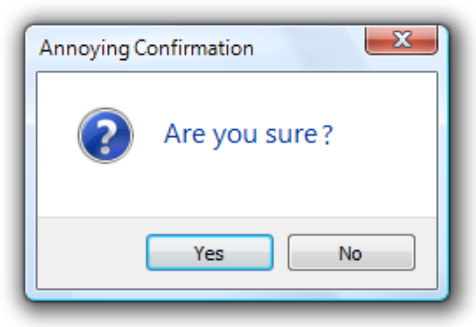 Annoying Confirmation
Are you sure?
Yes No